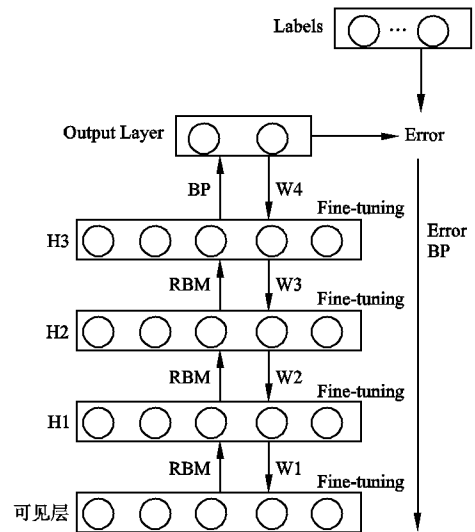 Labels
...
Output Layer
Error
BP
W4
Fine-tuning
H3
Error
BP
RBM
W3
Fine-tuning
H2
RBM
W2
Fine-tuning
H1
RBM
W1
Fine-tuning
可见层